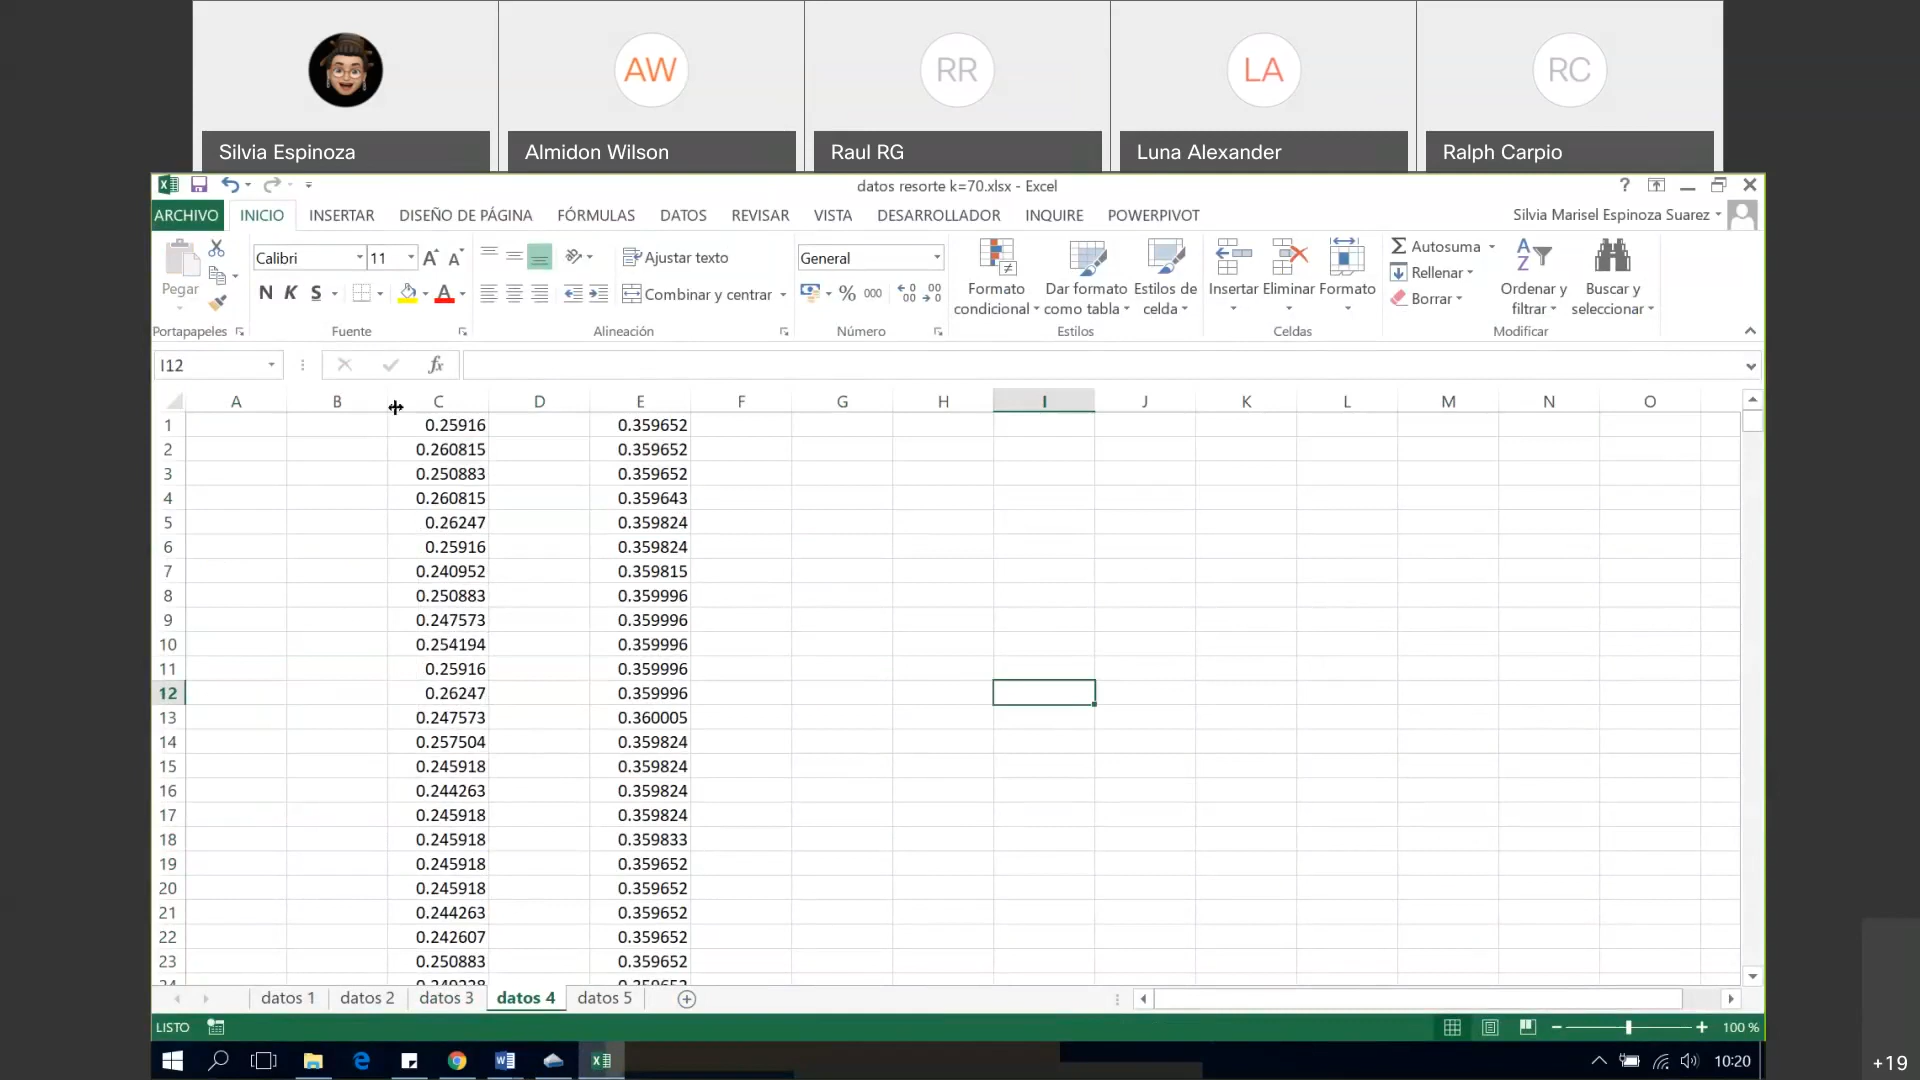 AW RR LA RC
Silvia Espinoza Almidon Wilson Raul RG Luna Alexander Ralph Carpio
datos resorte k=70.xlsx - Excel
ARCHIVO INICIO INSERTAR DISEÑO DE PÁGINA FÓRMULAS DATOS REVISAR VISTA DESARROLLADOR INQUIRE POWERPIVOT Silvia Marisel Espinoza Suarez
Pegar
Portapapeles
Calibri 11
N K S
Fuente
Ajustar texto
Combinar y centrar
Alineación
General
% 000
Número
Formato condicional
Dar formato como tabla
Estilos de celda
Estilos
Insertar Eliminar Formato
Celdas
Autosuma
Rellenar
Borrar
Ordenar y filtrar
Buscar y seleccionar
Modificar
I12 fx
A B C D E F G H I J K L M N O
1 0.25916 0.359652
2 0.260815 0.359652
3 0.250883 0.359652
4 0.260815 0.359643
5 0.26247 0.359824
6 0.25916 0.359824
7 0.240952 0.359815
8 0.250883 0.359996
9 0.247573 0.359996
10 0.254194 0.359996
11 0.25916 0.359996
12 0.26247 0.359996
13 0.247573 0.360005
14 0.257504 0.359824
15 0.245918 0.359824
16 0.244263 0.359824
17 0.245918 0.359824
18 0.245918 0.359833
19 0.245918 0.359652
20 0.245918 0.359652
21 0.244263 0.359652
22 0.242607 0.359652
23 0.250883 0.359652
datos 1 datos 2 datos 3 datos 4 datos 5
LISTO 100 %
10:20
+19